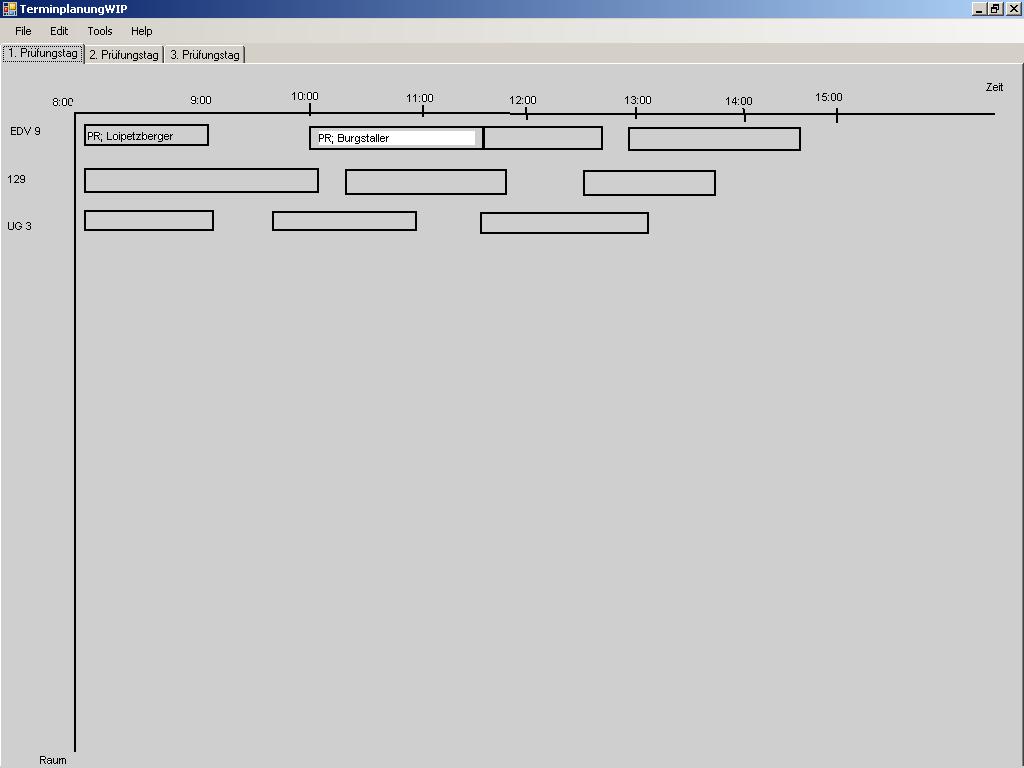 TerminplanungWIP
File Edit Tools Help
1. Prüfungstag 2. Prüfungstag 3. Prüfungstag
Zeit
8:00 9:00 10:00 11:00 12:00 13:00 14:00 15:00
EDV 9 PR; Loipetzberger PR; Burgstaller
129
UG 3
Raum